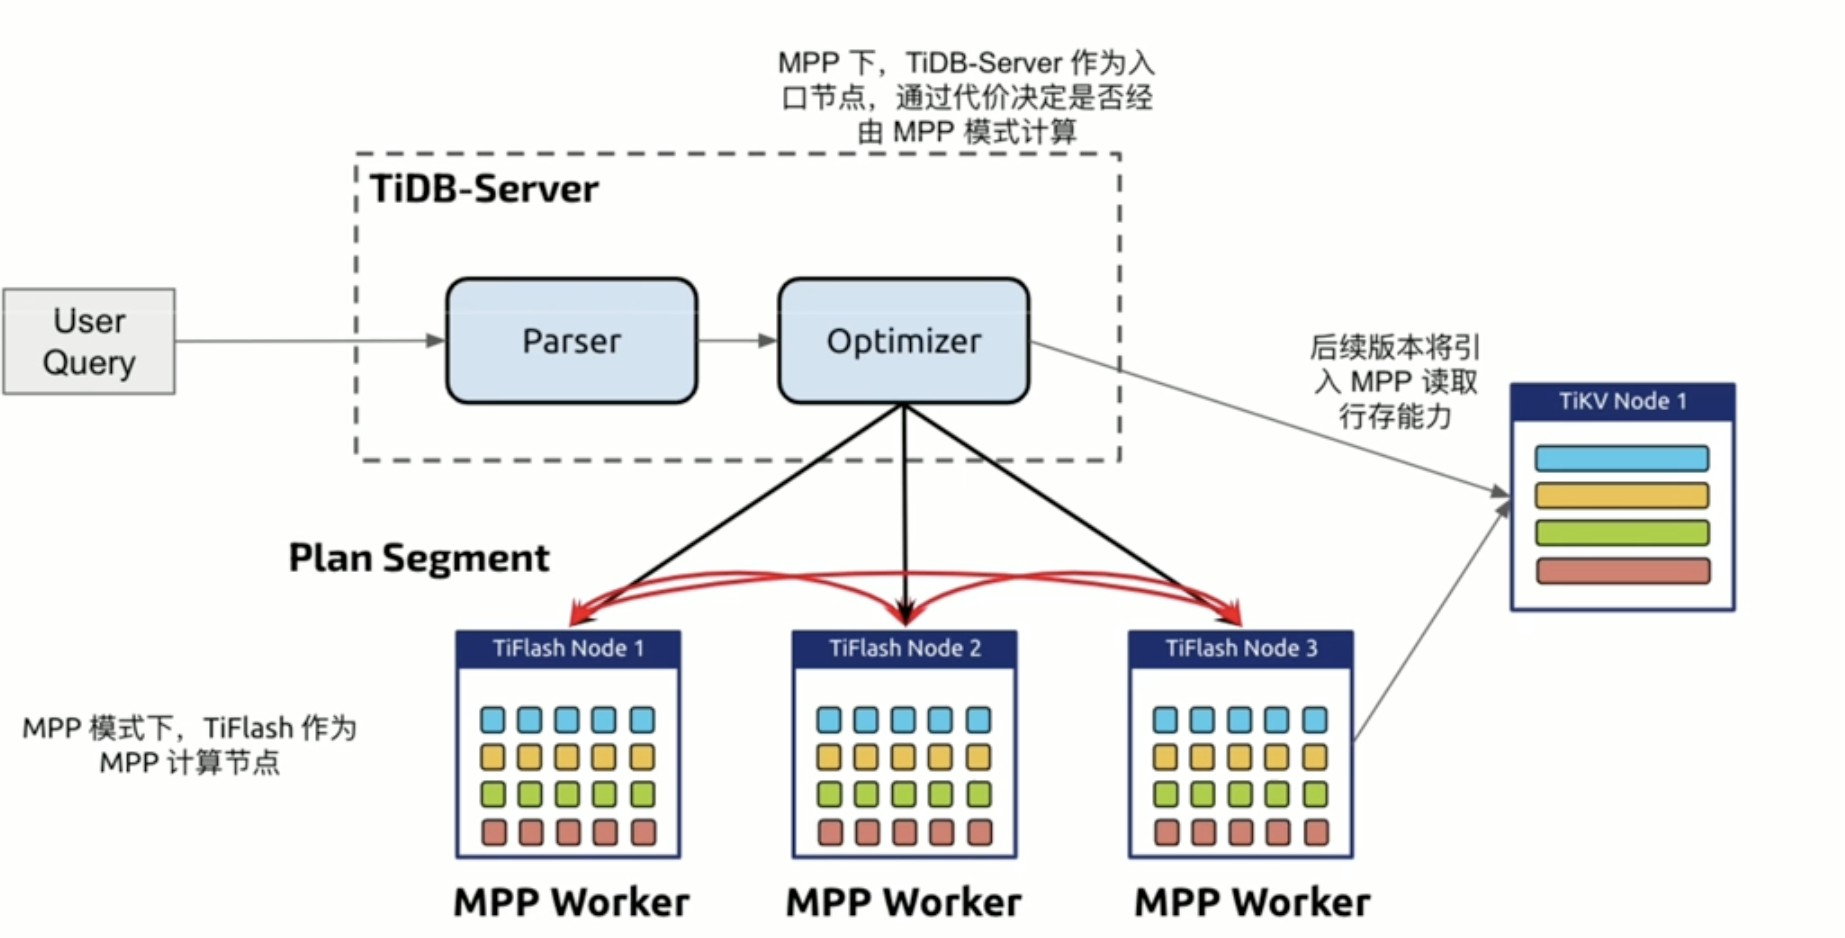 MPP 下，TiDB-Server 作为入
口节点，通过代价决定是否经
由 MPP 模式计算
TiDB-Server
User
Query
Parser
Optimizer
后续版本将引
入 MPP 读取
行存能力
TiKV Node 1
Plan Segment
TiFlash Node 1
TiFlash Node 2
TiFlash Node 3
MPP 模式下，TiFlash 作为
MPP 计算节点
MPP Worker
MPP Worker
MPP Worker